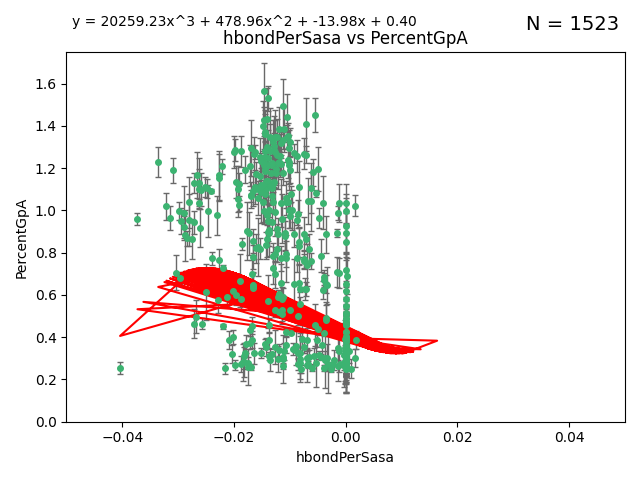 y = 20259.23x^3 + 478.96x^2 + -13.98x + 0.40
N = 1523
hbondPerSasa vs PercentGpA
PercentGpA
1.6
1.4
1.2
1.0
0.8
0.6
0.4
0.2
0.0
−0.04
−0.02
0.00
0.02
0.04
hbondPerSasa